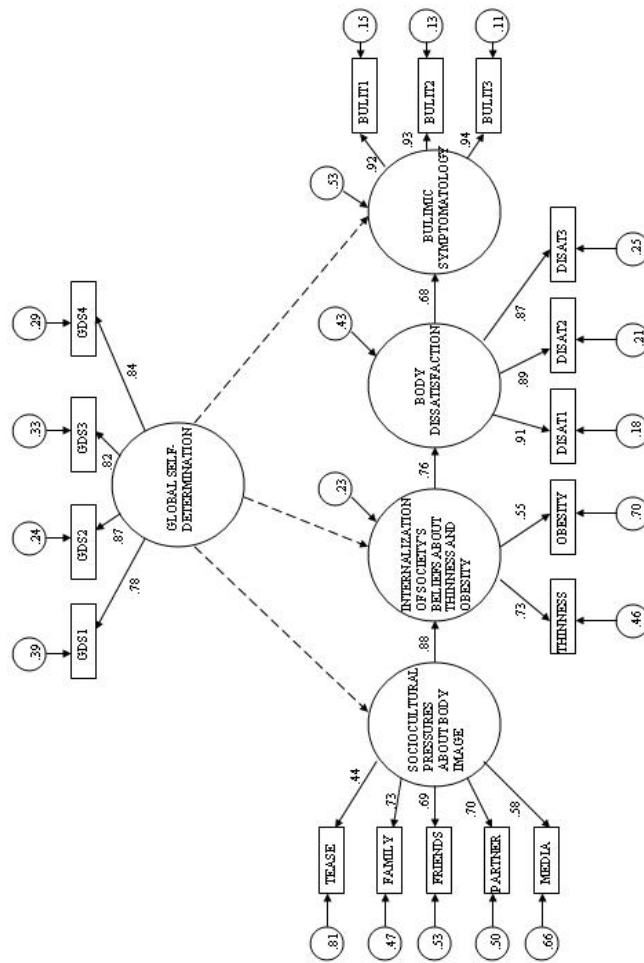 .39
.24
.33
.29
GDS1
GDS2
GDS3
GDS4
.78
.87
.82
.84
GLOBAL SELF-
DETERMINATION
.81
.47
.53
.50
.66
TEASE
FAMILY
FRIENDS
PARTNER
MEDIA
.44
.73
.69
.70
.58
SOCIOCULTURAL
PRESSURES
ABOUT BODY
IMAGE
.88
.23
INTERNALIZATION
OF SOCIETY'S
BELIEFS ABOUT
THINNESS AND
OBESITY
.73
.55
THINNESS
OBESITY
.46
.70
.76
.43
BODY
DISSATISFACTION
.91
.89
.87
DISAT1
DISAT2
DISAT3
.18
.21
.25
.68
.53
BULIMIC
SYMPTOMATOLOGY
.92
.93
.94
BULIT1
BULIT2
BULIT3
.15
.13
.11